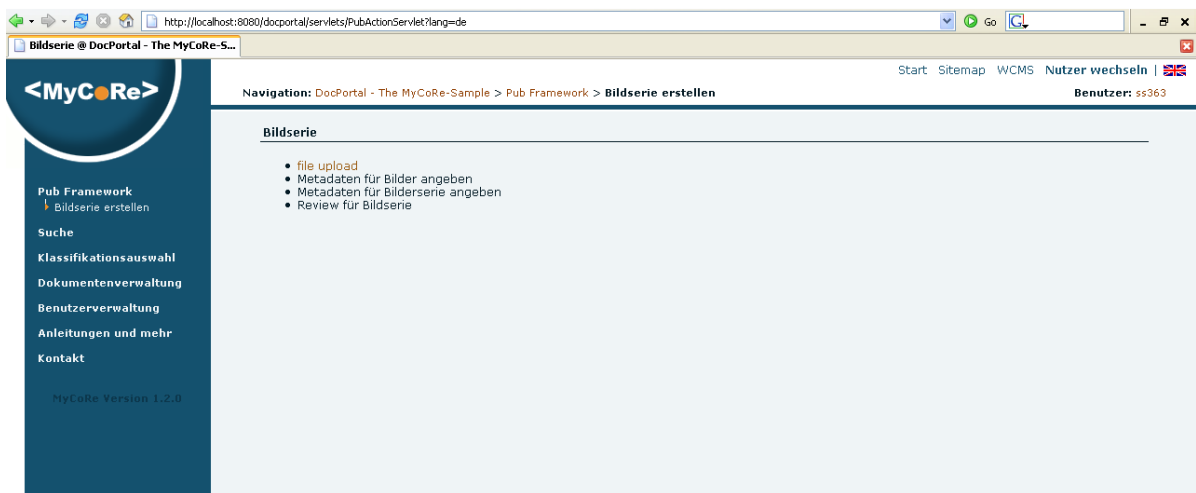 http://localhost:8080/docportal/servlets/PubActionServlet?lang=de Go G
Bildserie @ DocPortal - The MyCoRe-S...
Start Sitemap WCMS Nutzer wechseln |
<MyCoRe>
Navigation: DocPortal - The MyCoRe-Sample > Pub Framework > Bildserie erstellen Benutzer: ss363
Bildserie
• file upload
• Metadaten für Bilder angeben
• Metadaten für Bilderserie angeben
• Review für Bildserie
Pub Framework
Bildserie erstellen
Suche
Klassifikationsauswahl
Dokumentenverwaltung
Benutzerverwaltung
Anleitungen und mehr
Kontakt
MyCoRe Version 1.2.0